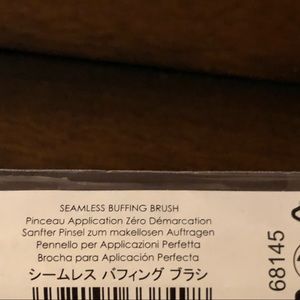 SEAMLESS BUFFING BRUSH
Pinceau Application Zéro Démarcation
Sanfter Pinsel zum makellosen Auftragen
Pennello per Applicazioni Perfetta
Brocha para Aplicación Perfecta
シームレス バフィング ブラシ
68145